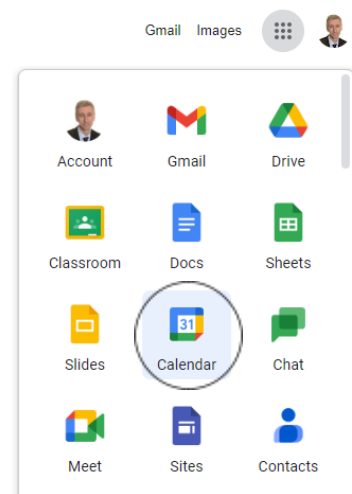 Gmail Images
Account Gmail Drive
Classroom Docs Sheets
31
Slides Calendar Chat
Meet Sites Contacts